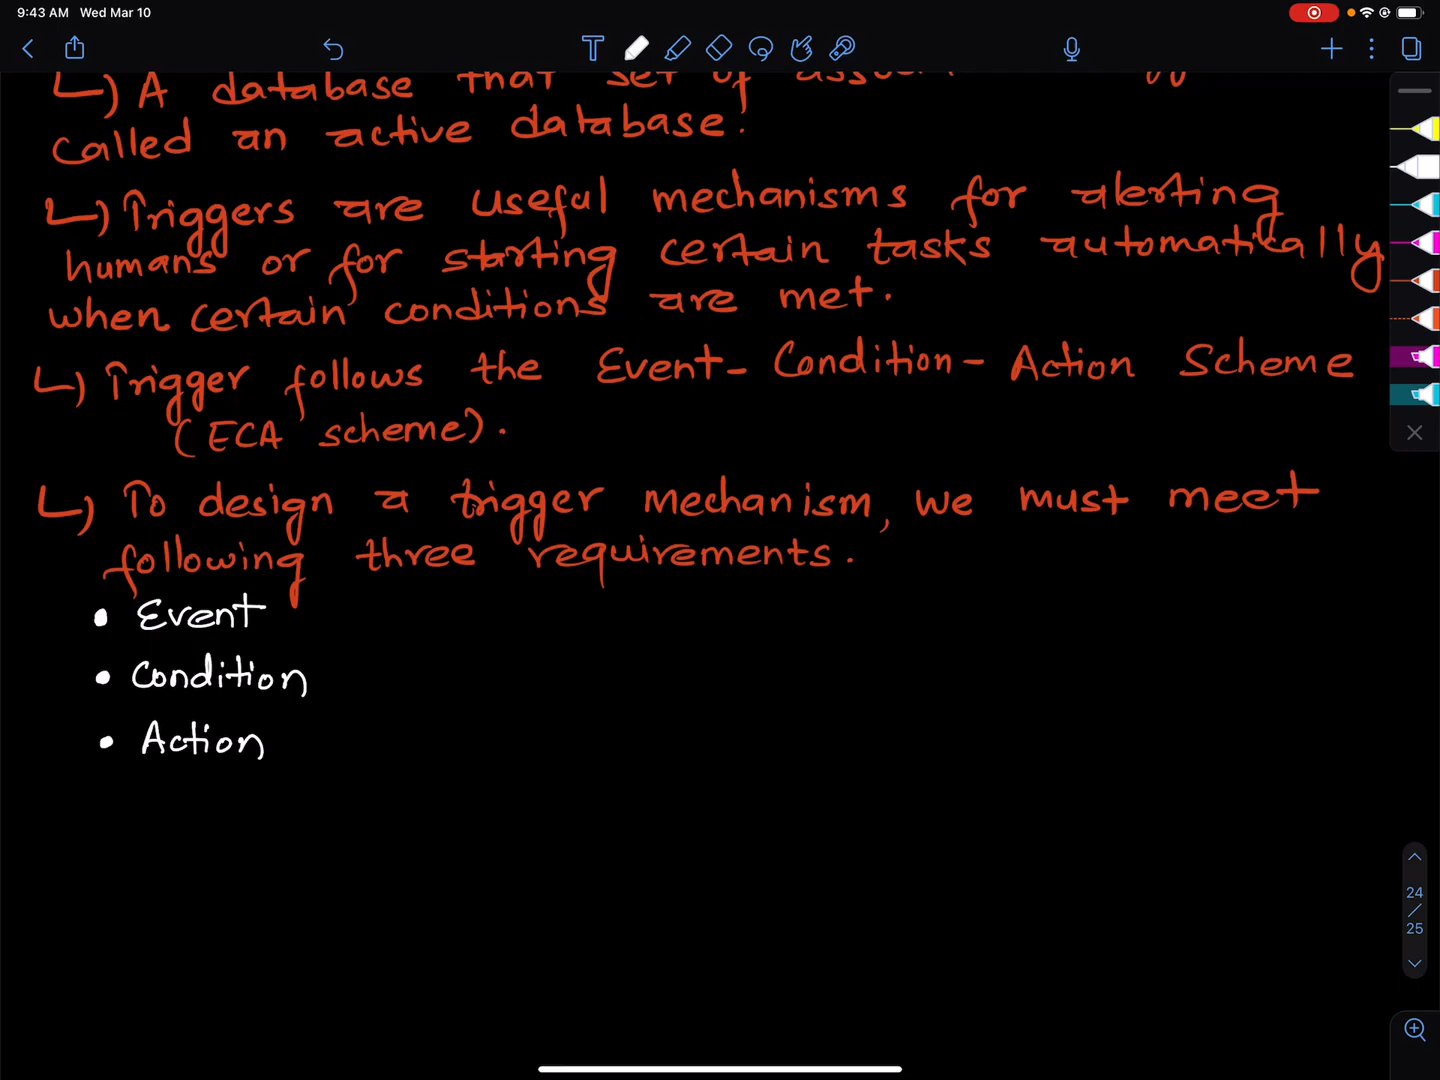 9:43 AM Wed Mar 10
↳ A database that set of
called an active database.
↳ Triggers are useful mechanisms for alerting
humans or for starting certain tasks automatically
when certain conditions are met.
↳ Trigger follows the Event - Condition - Action Scheme
(ECA scheme).
↳ To design a trigger mechanism, we must meet
following three requirements.
• Event
• Condition
• Action
24
/
25